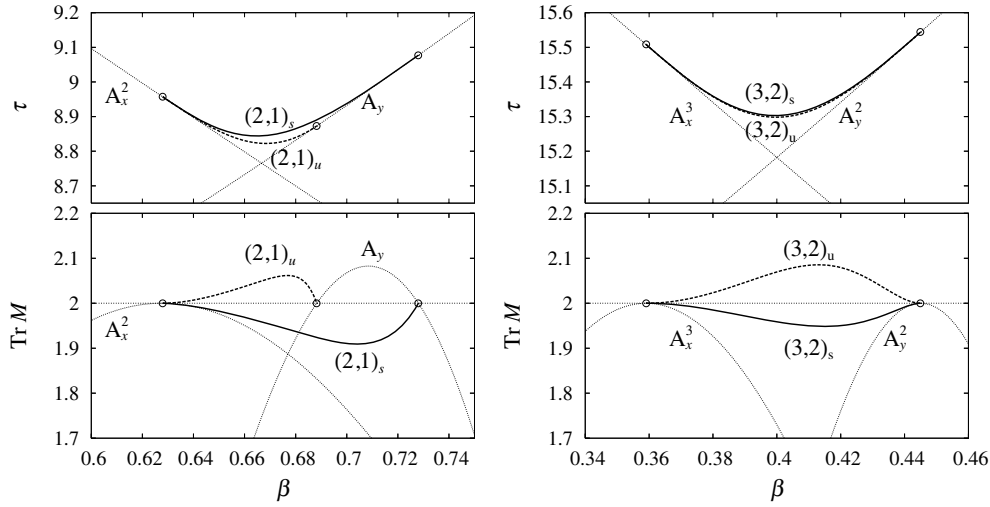 9.2
9.1
9
8.9
8.8
8.7
τ
A_x^2
(2,1)_s
A_y
(2,1)_u
15.6
15.5
15.4
15.3
15.2
15.1
τ
A_x^3
(3,2)_s
(3,2)_u
A_y^2
2.2
2.1
2
1.9
1.8
1.7
Tr M
A_x^2
(2,1)_u
A_y
(2,1)_s
0.6 0.62 0.64 0.66 0.68 0.7 0.72 0.74
β
2.2
2.1
2
1.9
1.8
1.7
Tr M
A_x^3
(3,2)_u
(3,2)_s
A_y^2
0.34 0.36 0.38 0.4 0.42 0.44 0.46
β